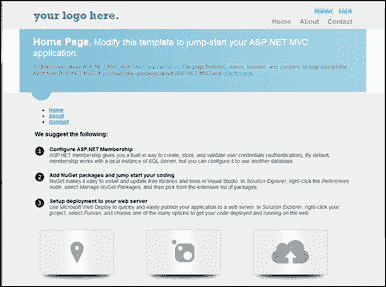 your logo here.
Register Log in
Home About Contact
Home Page. Modify this template to jump-start your ASP.NET MVC
application.
Home
About
Contact
We suggest the following:
1 Configure ASP.NET Membership
ASP.NET membership gives you a built-in way to create, store, and validate user credentials (authentication). By default,
membership works with a local instance of SQL Server, but you can configure it to use another database
2 Add NuGet packages and jump start your coding
NuGet makes it easy to install and update free libraries and tools in Visual Studio. In Solution Explorer, right-click the References
node, select Manage NuGet Packages, and then pick from the extensive list of packages
3 Setup deployment to your web server
Use Microsoft Web Deploy to quickly and easily publish your application to a web server. In Solution Explorer, right-click your
project, select Publish, and choose one of the many options to get your code deployed and running on the web